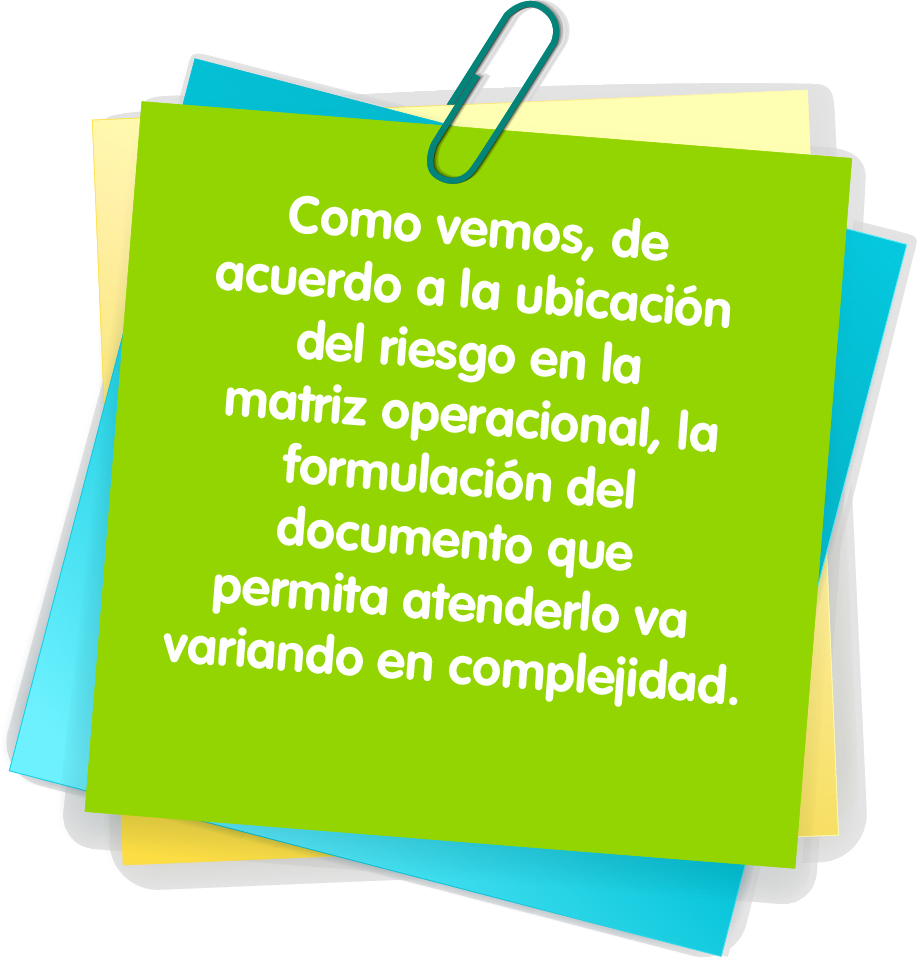 Como vemos, de
acuerdo a la ubicación
del riesgo en la
matriz operacional, la
formulación del
documento que
permita atenderlo va
variando en complejidad.